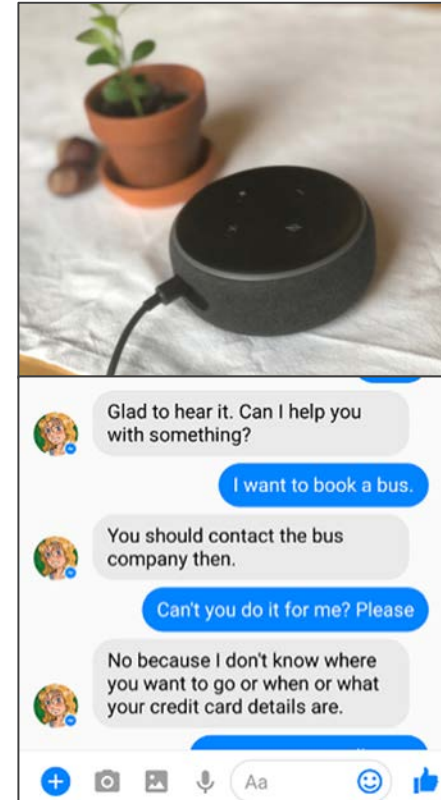 Glad to hear it. Can I help you
with something?
I want to book a bus.
You should contact the bus
company then.
Can't you do it for me? Please
No because I don't know where
you want to go or when or what
your credit card details are.
Aa